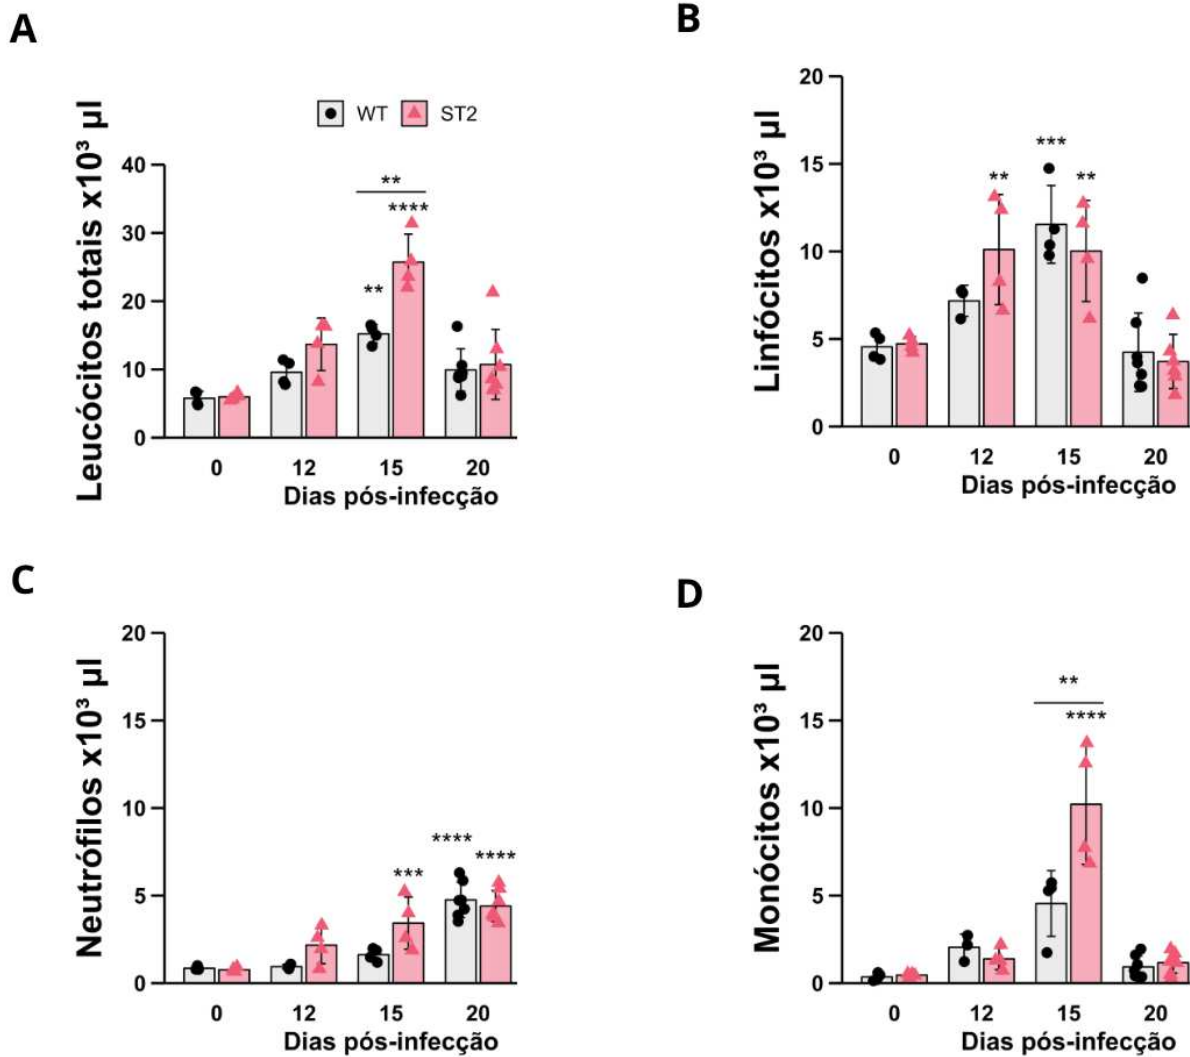 A
Leucócitos totais x10³ µl
WT ST2
40
30
20
10
0
**
****
**
0 12 15 20
Dias pós-infecção
B
Linfócitos x10³ µl
20
15
10
5
0
**
***
**
0 12 15 20
Dias pós-infecção
C
Neutrófilos x10³ µl
20
15
10
5
0
***
****
****
0 12 15 20
Dias pós-infecção
D
Monócitos x10³ µl
20
15
10
5
0
**
****
0 12 15 20
Dias pós-infecção